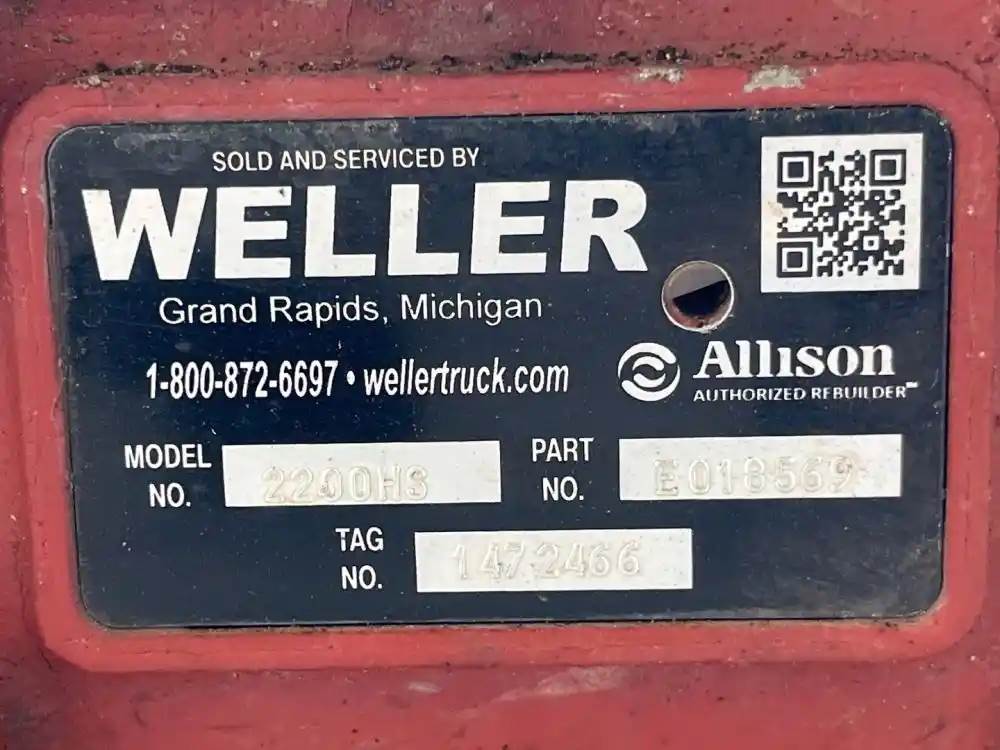 SOLD AND SERVICED BY
WELLER
Grand Rapids, Michigan
1-800-872-6697 • wellertruck.com
Allison
AUTHORIZED REBUILDER
MODEL NO. 2200HS
PART NO. E018569
TAG NO. 1472466